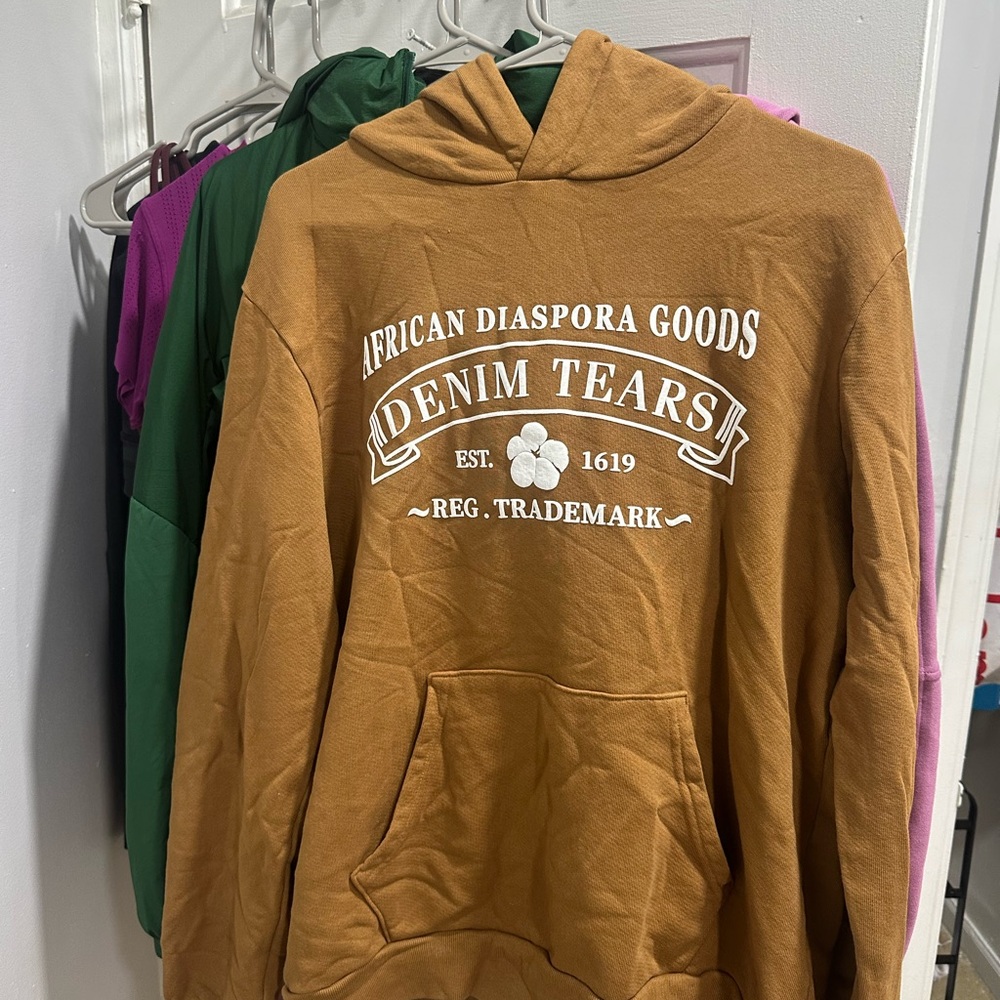 AFRICAN DIASPORA GOODS
DENIM TEARS
EST. 1619
~REG. TRADEMARK~